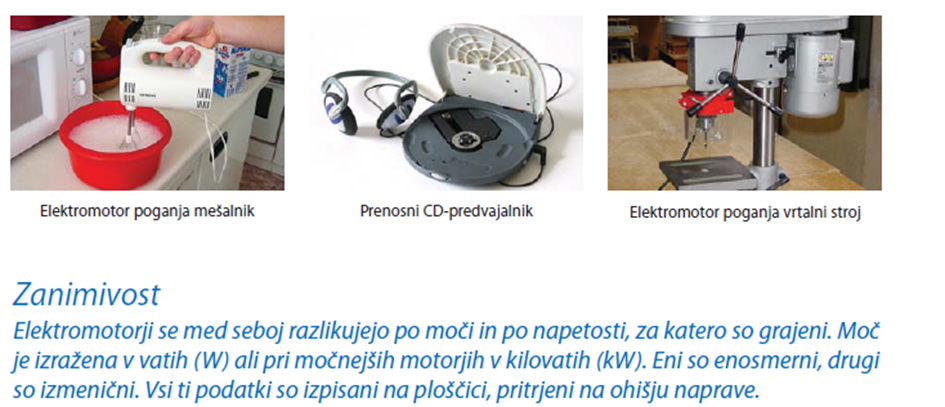 Elektromotor poganja mešalnik
Prenosni CD-predvajalnik
Elektromotor poganja vrtalni stroj
Zanimivost
Elektromotorji se med seboj razlikujejo po moči in po napetosti, za katero so grajeni. Moč
je izražena v vatih (W) ali pri močnejših motorjih v kilovatih (kW). Eni so enosmerni, drugi
so izmenični. Vsi ti podatki so izpisani na ploščici, pritrjeni na ohišju naprave.